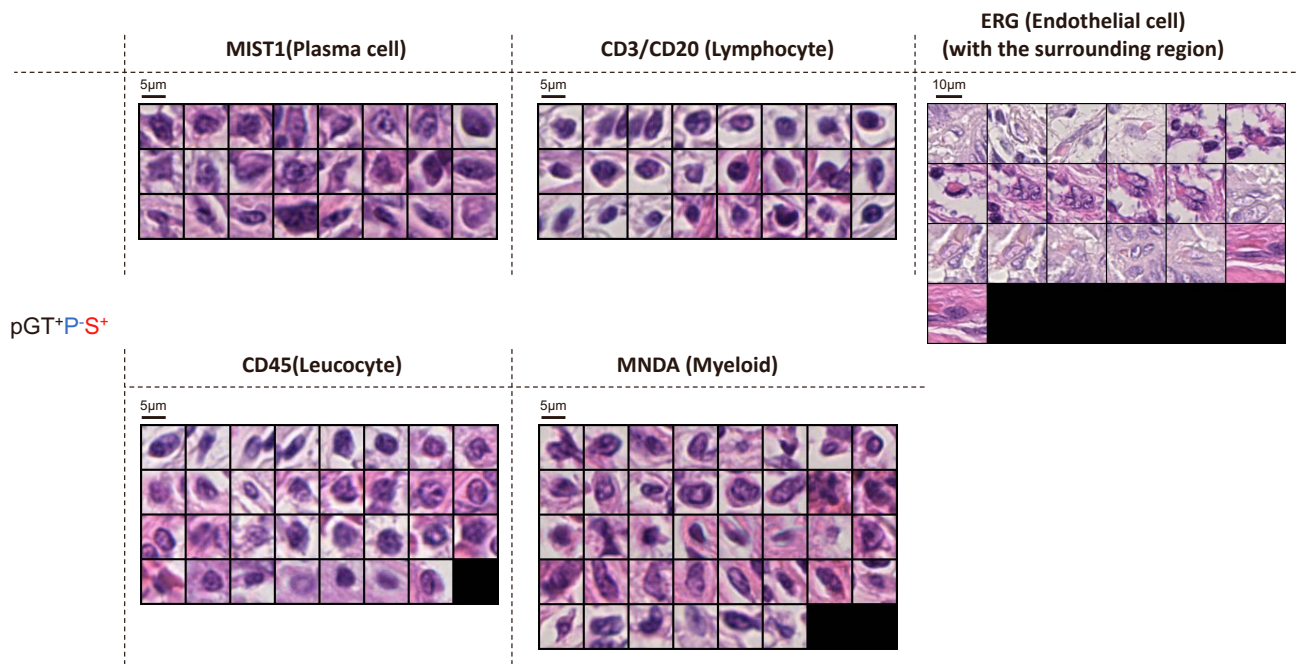 MIST1(Plasma cell)
CD3/CD20 (Lymphocyte)
ERG (Endothelial cell)
(with the surrounding region)
5μm
5μm
10μm
pGT⁺P⁻S⁺
CD45(Leucocyte)
MNDA (Myeloid)
5μm
5μm